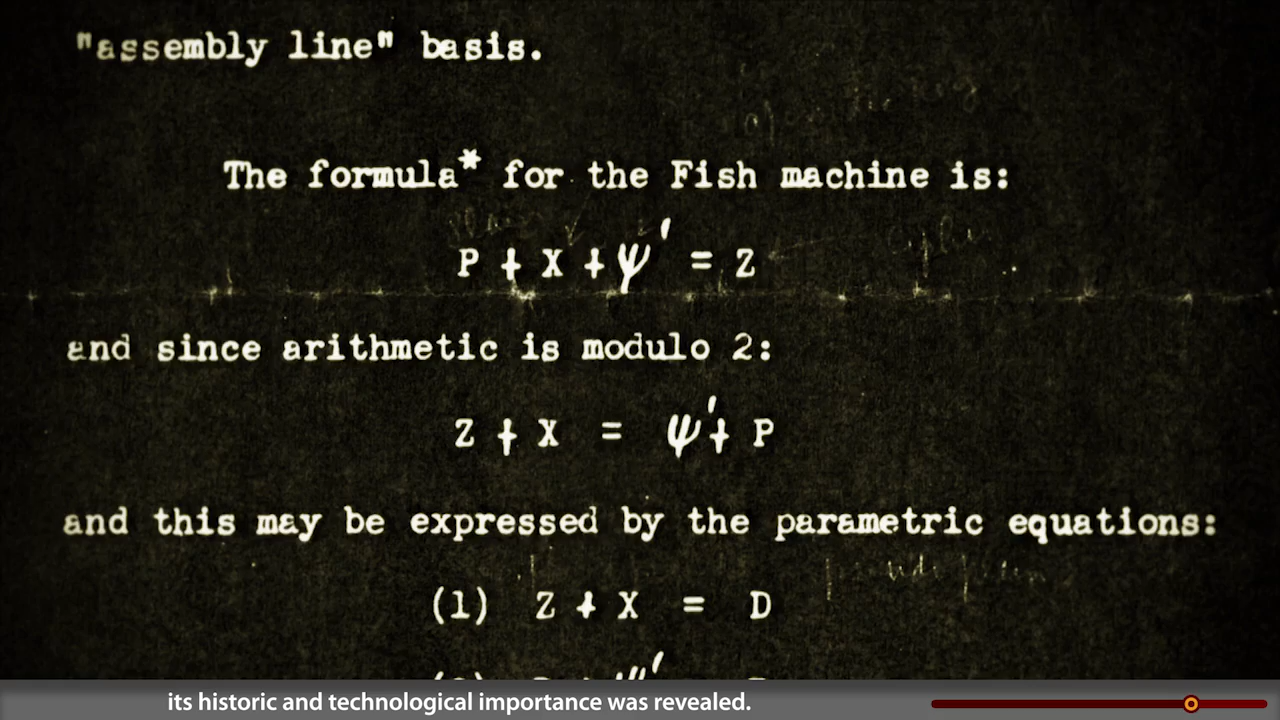 "assembly line" basis.
The formula* for the Fish machine is:
P + X + ψ' = Z
and since arithmetic is modulo 2:
Z + X = ψ' + P
and this may be expressed by the parametric equations:
(1) Z + X = D
its historic and technological importance was revealed.